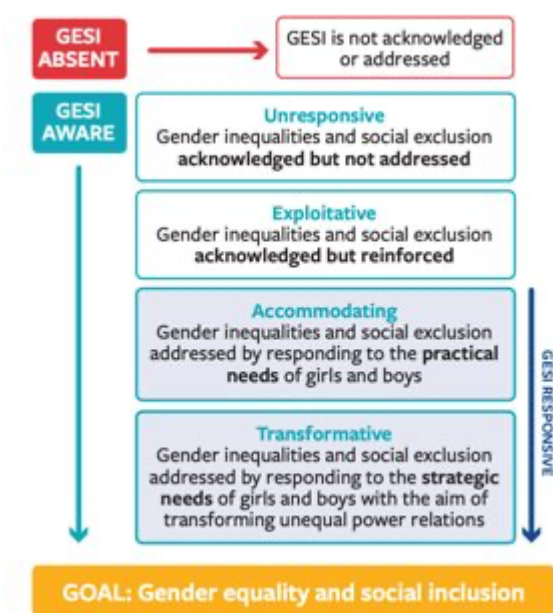 GESI
ABSENT
GESI is not acknowledged
or addressed
GESI
AWARE
Unresponsive
Gender inequalities and social exclusion
acknowledged but not addressed
Exploitative
Gender inequalities and social exclusion
acknowledged but reinforced
Accommodating
Gender inequalities and social exclusion
addressed by responding to the practical
needs of girls and boys
Transformative
Gender inequalities and social exclusion
addressed by responding to the strategic
needs of girls and boys with the aim of
transforming unequal power relations
GESI RESPONSIVE
GOAL: Gender equality and social inclusion